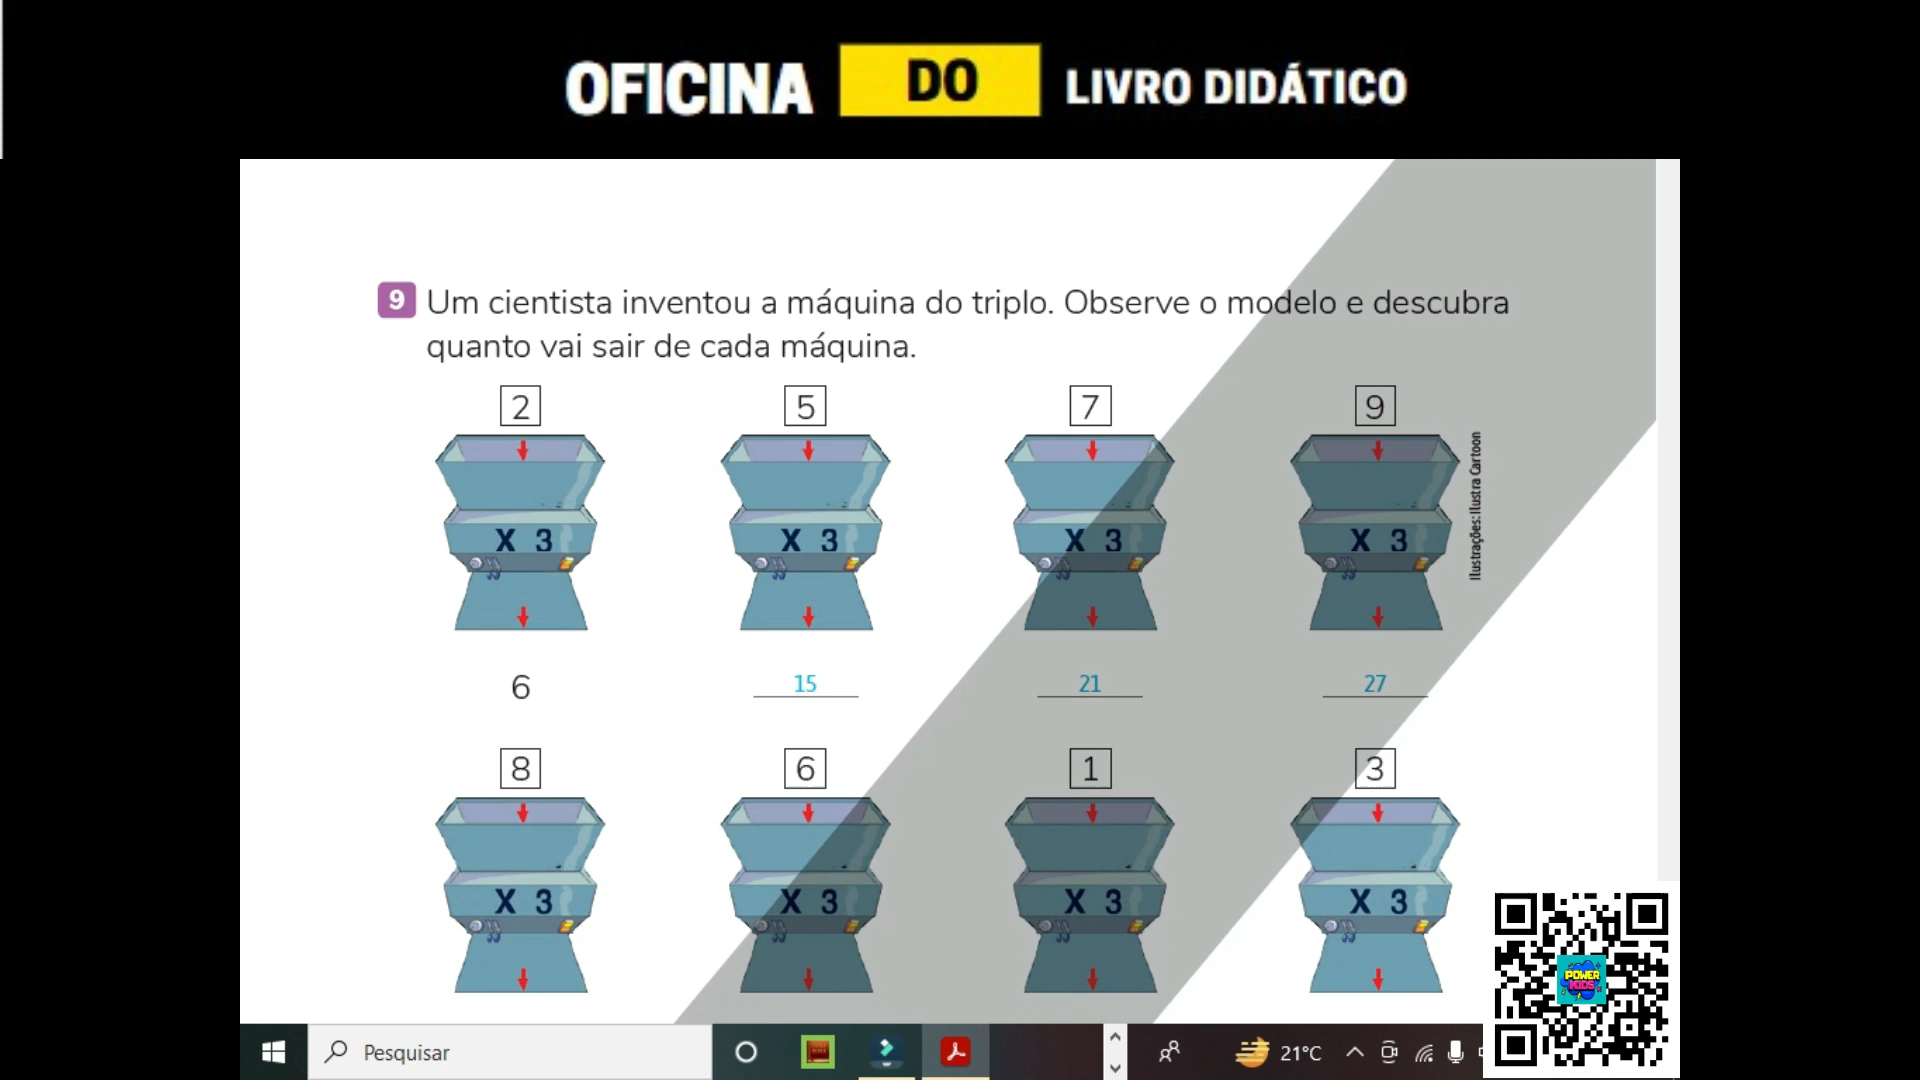 OFICINA DO LIVRO DIDÁTICO
9 Um cientista inventou a máquina do triplo. Observe o modelo e descubra
quanto vai sair de cada máquina.
2 5 7 9
X 3 X 3 X 3 X 3
Ilustrações: Ilustra Cartoon
6 15 21 27
8 6 1 3
X 3 X 3 X 3 X 3
POWER
KIDS
Pesquisar 21°C